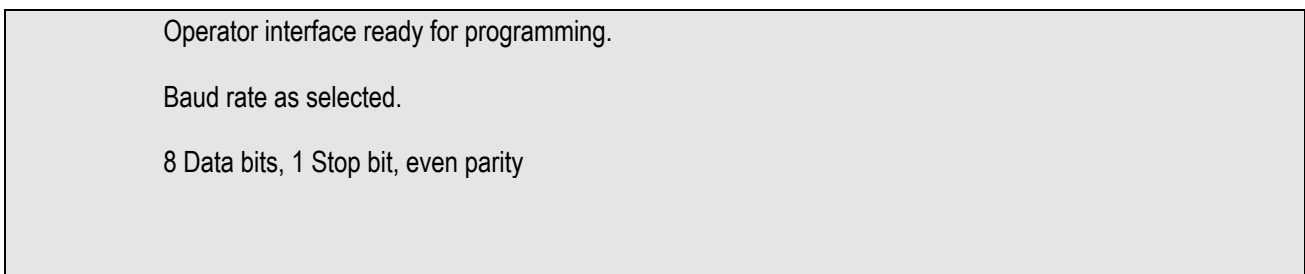 Operator interface ready for programming.
Baud rate as selected.
8 Data bits, 1 Stop bit, even parity